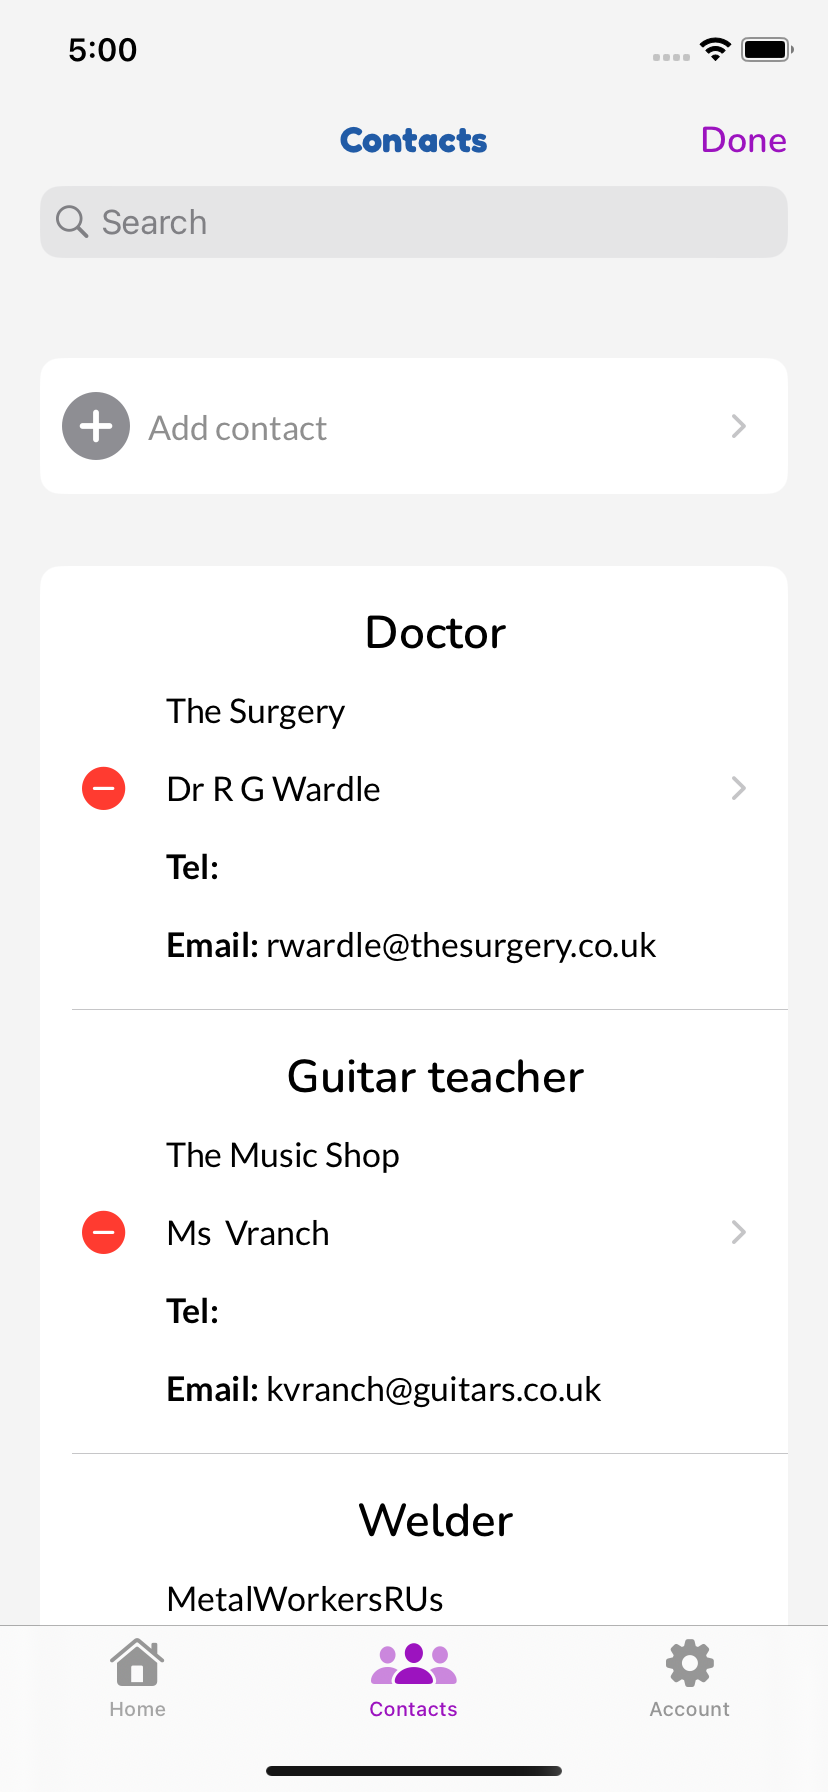 5:00
Contacts
Done
Search
Add contact
Doctor
The Surgery
Dr R G Wardle
Tel:
Email: rwardle@thesurgery.co.uk
Guitar teacher
The Music Shop
Ms  Vranch
Tel:
Email: kvranch@guitars.co.uk
Welder
MetalWorkersRUs
Home
Contacts
Account